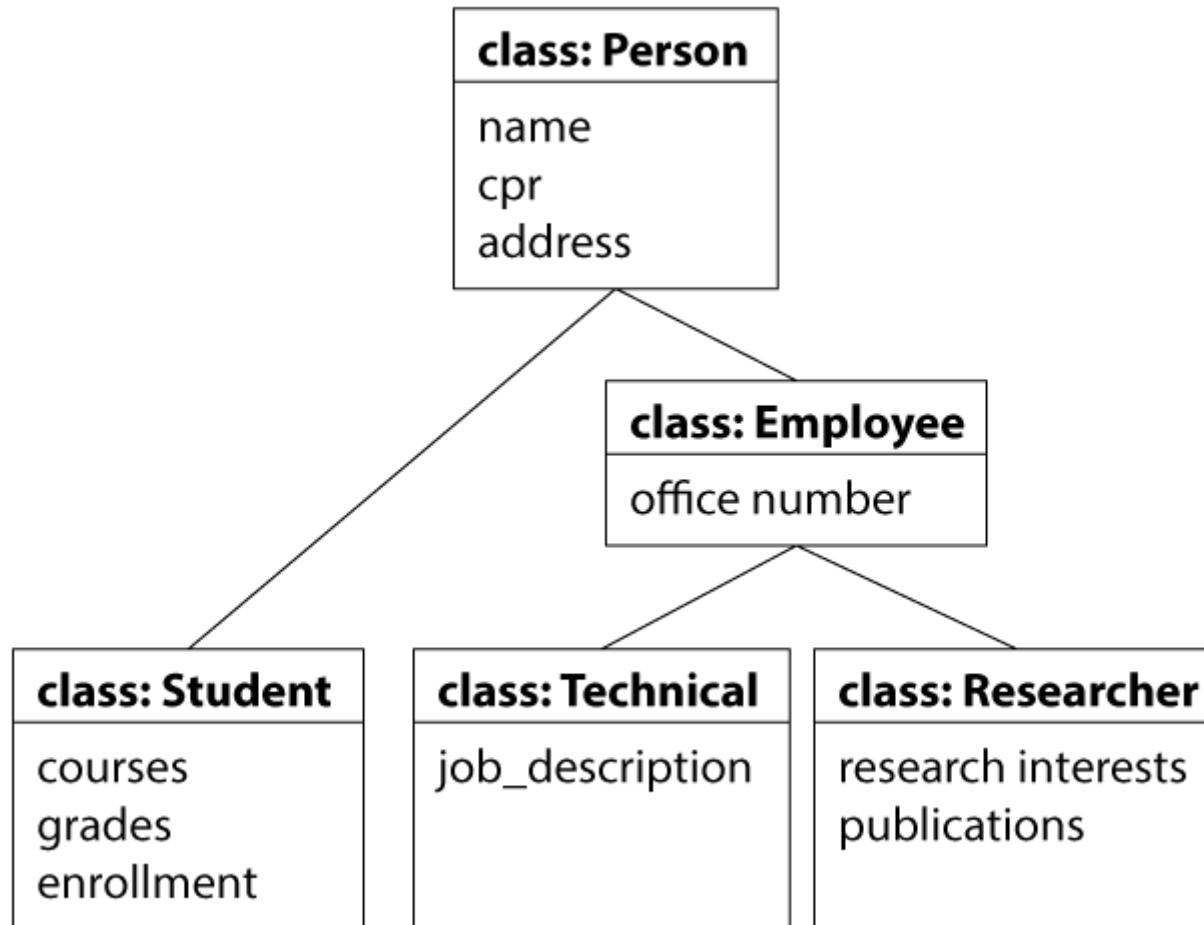 class: Person
name
cpr
address
class: Employee
office number
class: Student
courses
grades
enrollment
class: Technical
job_description
class: Researcher
research interests
publications